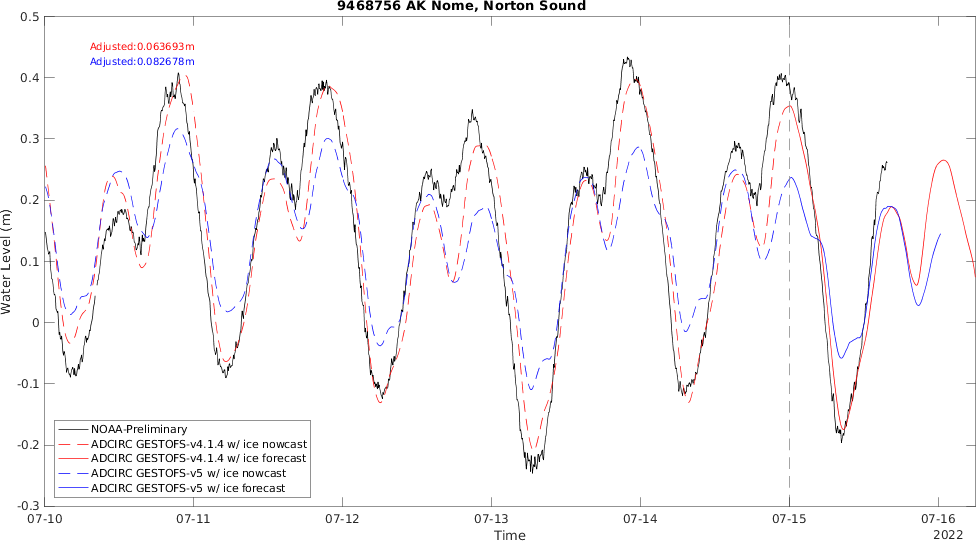 9468756 AK Nome, Norton Sound
Adjusted:0.063693m
Adjusted:0.082678m
Water Level (m)
0.5
0.4
0.3
0.2
0.1
0
-0.1
-0.2
-0.3
NOAA-Preliminary
ADCIRC GESTOFS-v4.1.4 w/ ice nowcast
ADCIRC GESTOFS-v4.1.4 w/ ice forecast
ADCIRC GESTOFS-v5 w/ ice nowcast
ADCIRC GESTOFS-v5 w/ ice forecast
07-10 07-11 07-12 07-13 07-14 07-15 07-16
Time
2022